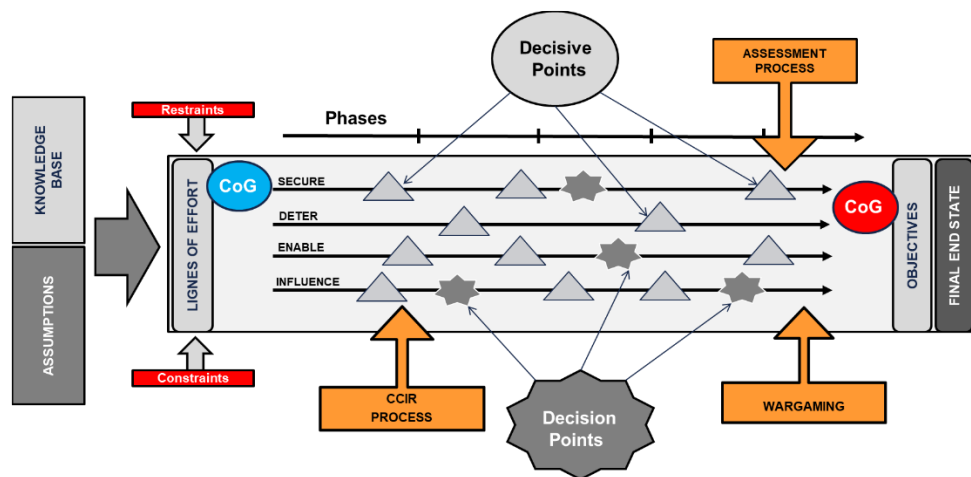 Decisive
Points
ASSESSMENT
PROCESS
KNOWLEDGE
BASE
ASSUMPTIONS
Restraints
Phases
LIGNES OF EFFORT
CoG
SECURE
DETER
ENABLE
INFLUENCE
CoG
OBJECTIVES
FINAL END STATE
Constraints
CCIR
PROCESS
Decision
Points
WARGAMING